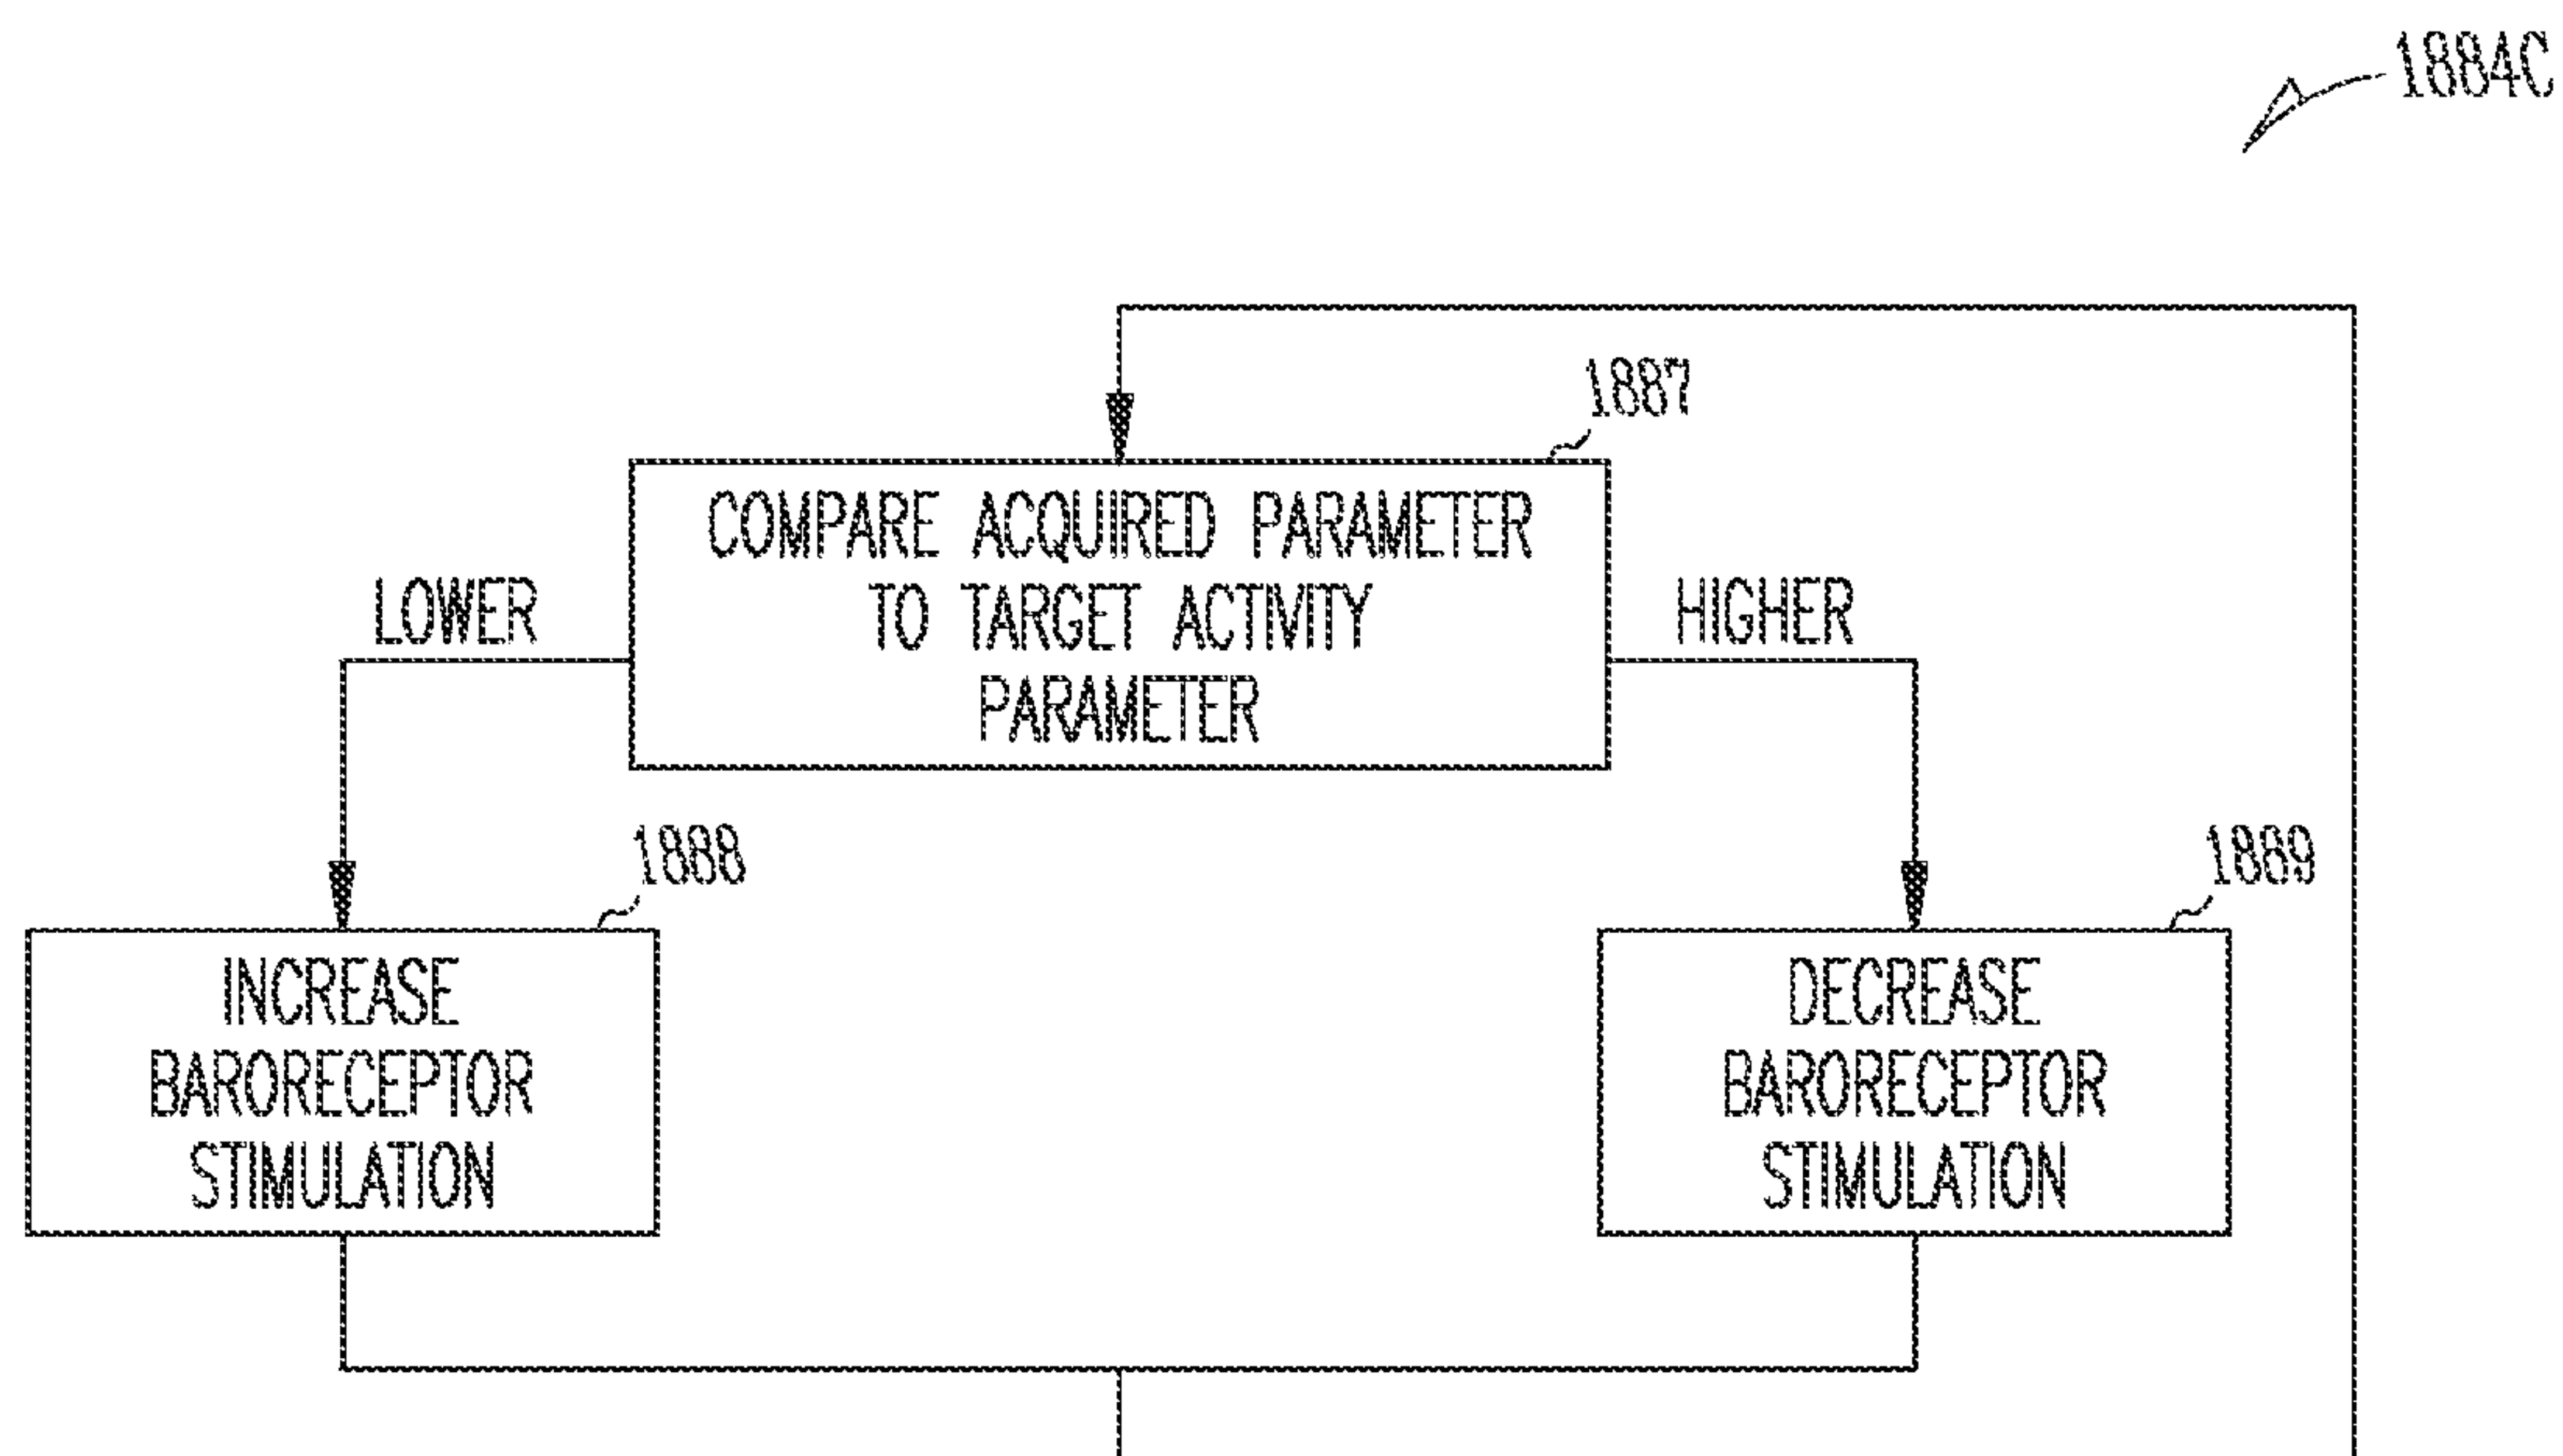 1884C
1887
COMPARE ACQUIRED PARAMETER
TO TARGET ACTIVITY
PARAMETER
LOWER
HIGHER
1888
INCREASE
BARORECEPTOR
STIMULATION
1889
DECREASE
BARORECEPTOR
STIMULATION